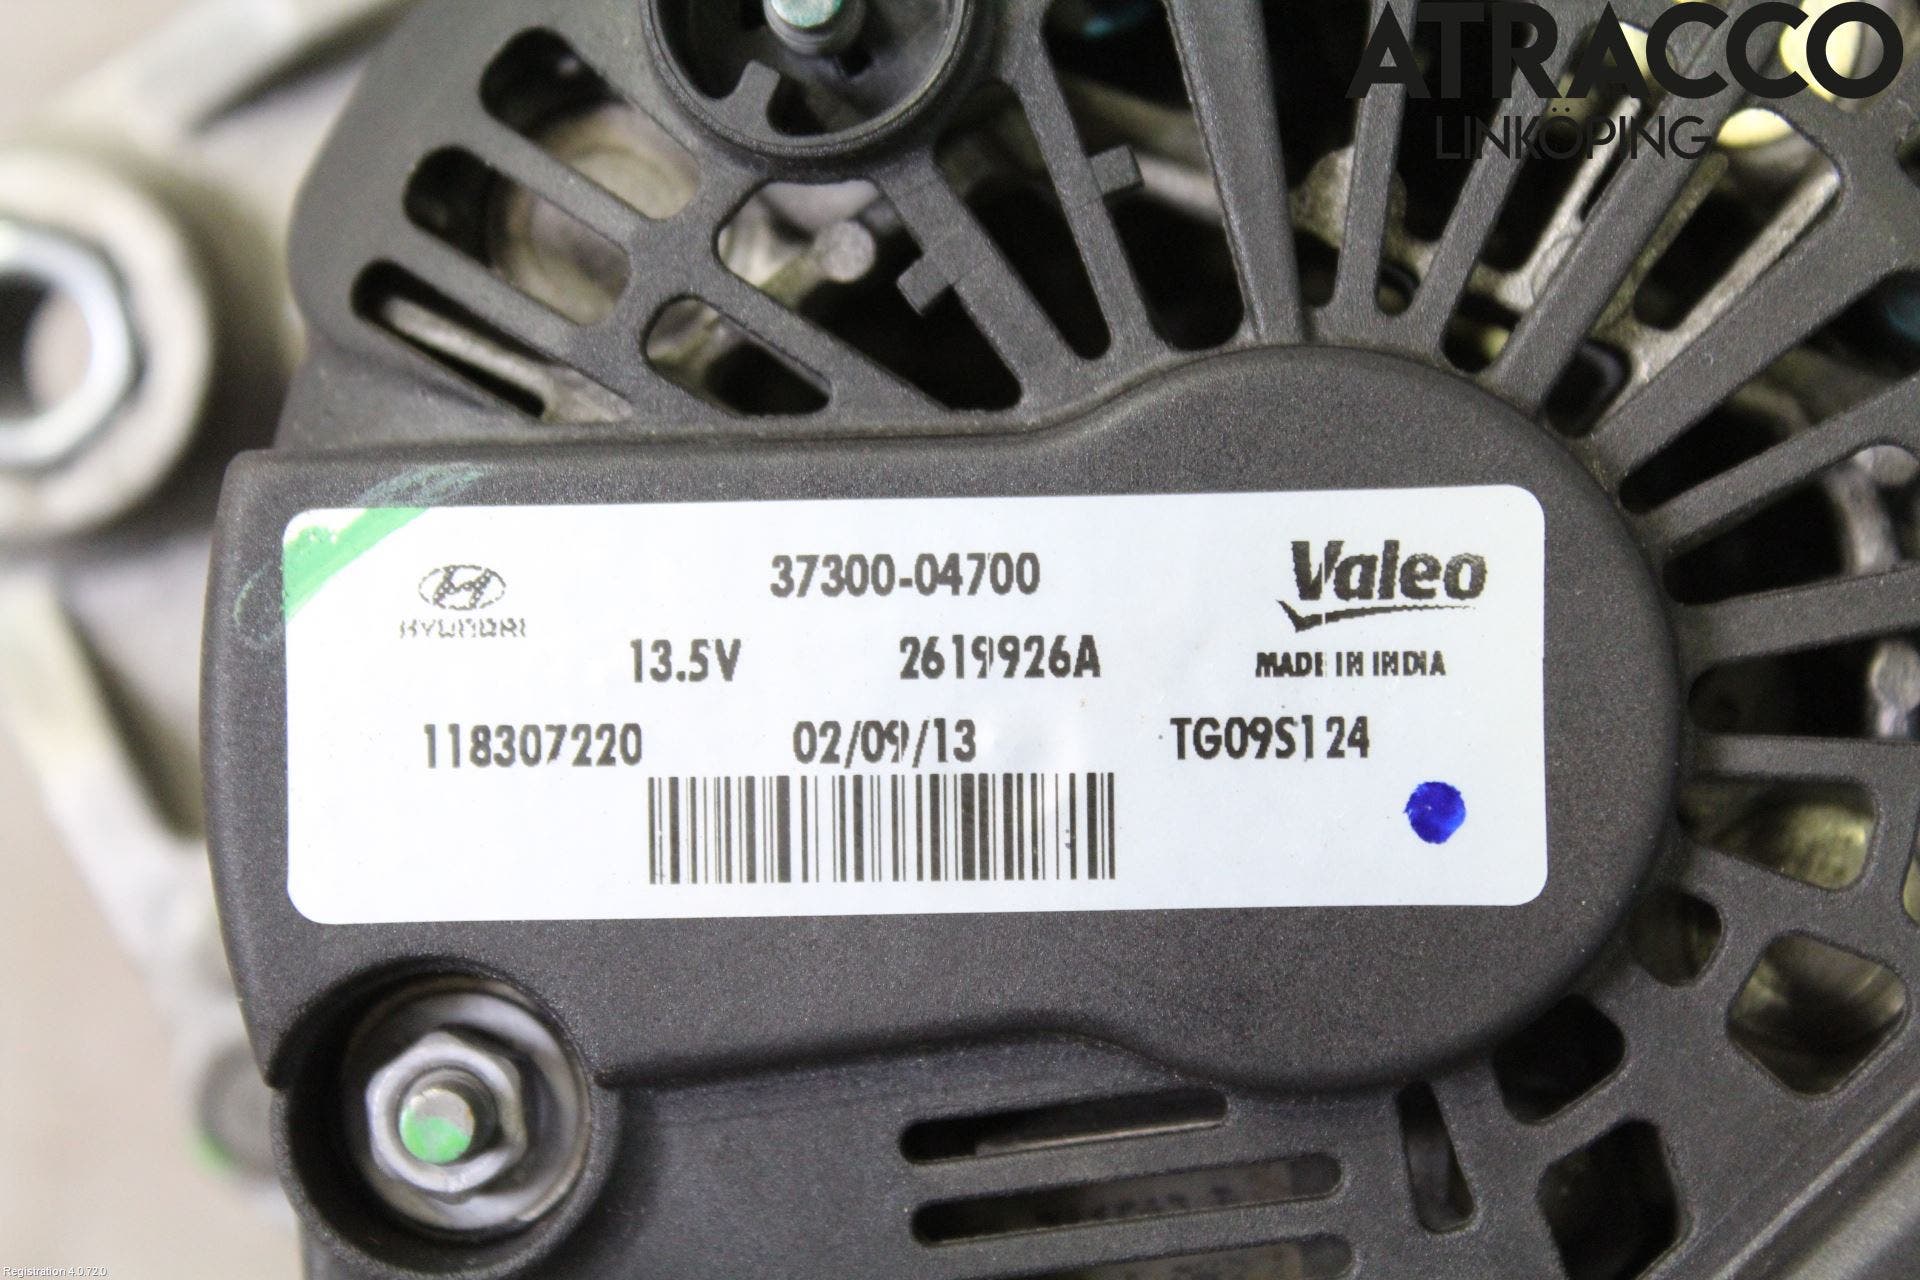 ATRACCO
LINKÖPING
HYUNDAI
37300-04700
Valeo
13.5V
2619926A
MADE IN INDIA
118307220
02/09/13
TG09S124
Registration 4.0.72.0